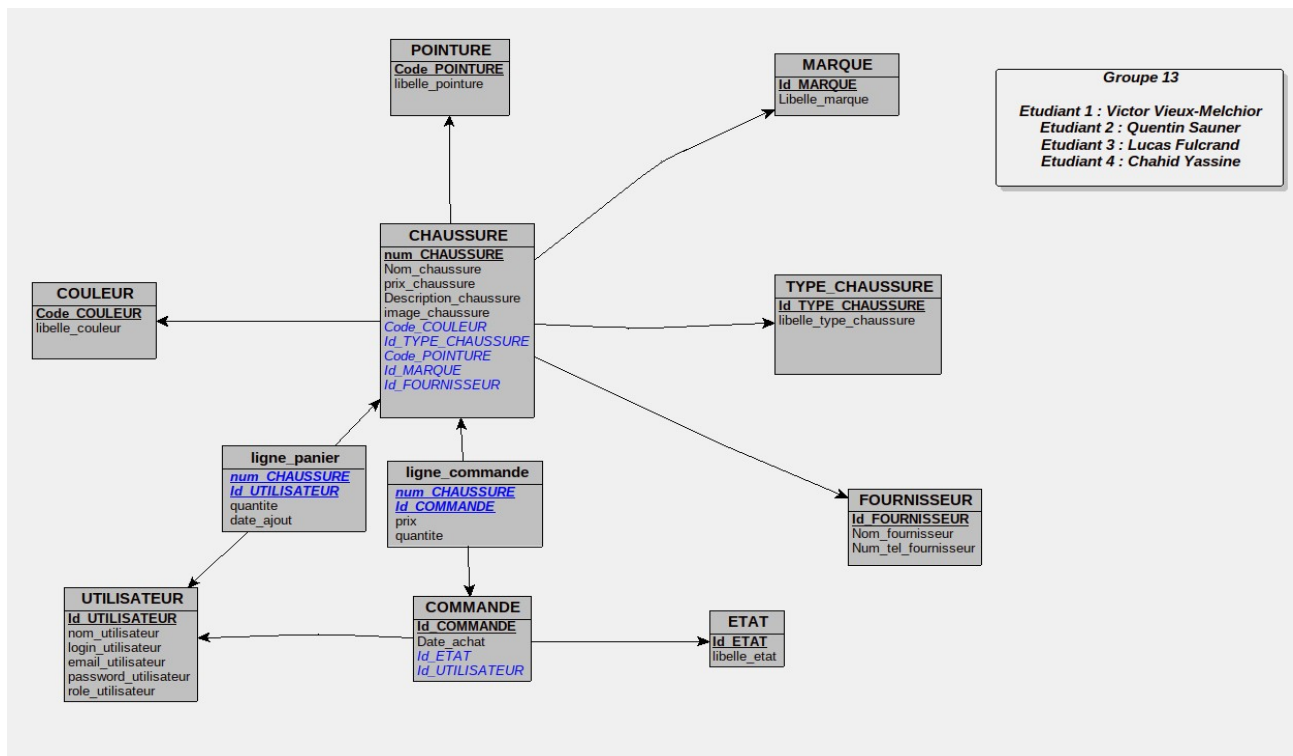 POINTURE
Code_POINTURE
libelle_pointure
MARQUE
Id_MARQUE
Libelle_marque
Groupe 13
Etudiant 1 : Victor Vieux-Melchior
Etudiant 2 : Quentin Sauner
Etudiant 3 : Lucas Fulcrand
Etudiant 4 : Chahid Yassine
CHAUSSURE
num_CHAUSSURE
Nom_chaussure
prix_chaussure
Description_chaussure
image_chaussure
Code_COULEUR
Id_TYPE_CHAUSSURE
Code_POINTURE
Id_MARQUE
Id_FOURNISSEUR
COULEUR
Code_COULEUR
libelle_couleur
TYPE_CHAUSSURE
Id_TYPE_CHAUSSURE
libelle_type_chaussure
ligne_panier
num_CHAUSSURE
Id_UTILISATEUR
quantite
date_ajout
ligne_commande
num_CHAUSSURE
Id_COMMANDE
prix
quantite
FOURNISSEUR
Id_FOURNISSEUR
Nom_fournisseur
Num_tel_fournisseur
UTILISATEUR
Id_UTILISATEUR
nom_utilisateur
login_utilisateur
email_utilisateur
password_utilisateur
role_utilisateur
COMMANDE
Id_COMMANDE
Date_achat
Id_ETAT
Id_UTILISATEUR
ETAT
Id_ETAT
libelle_etat